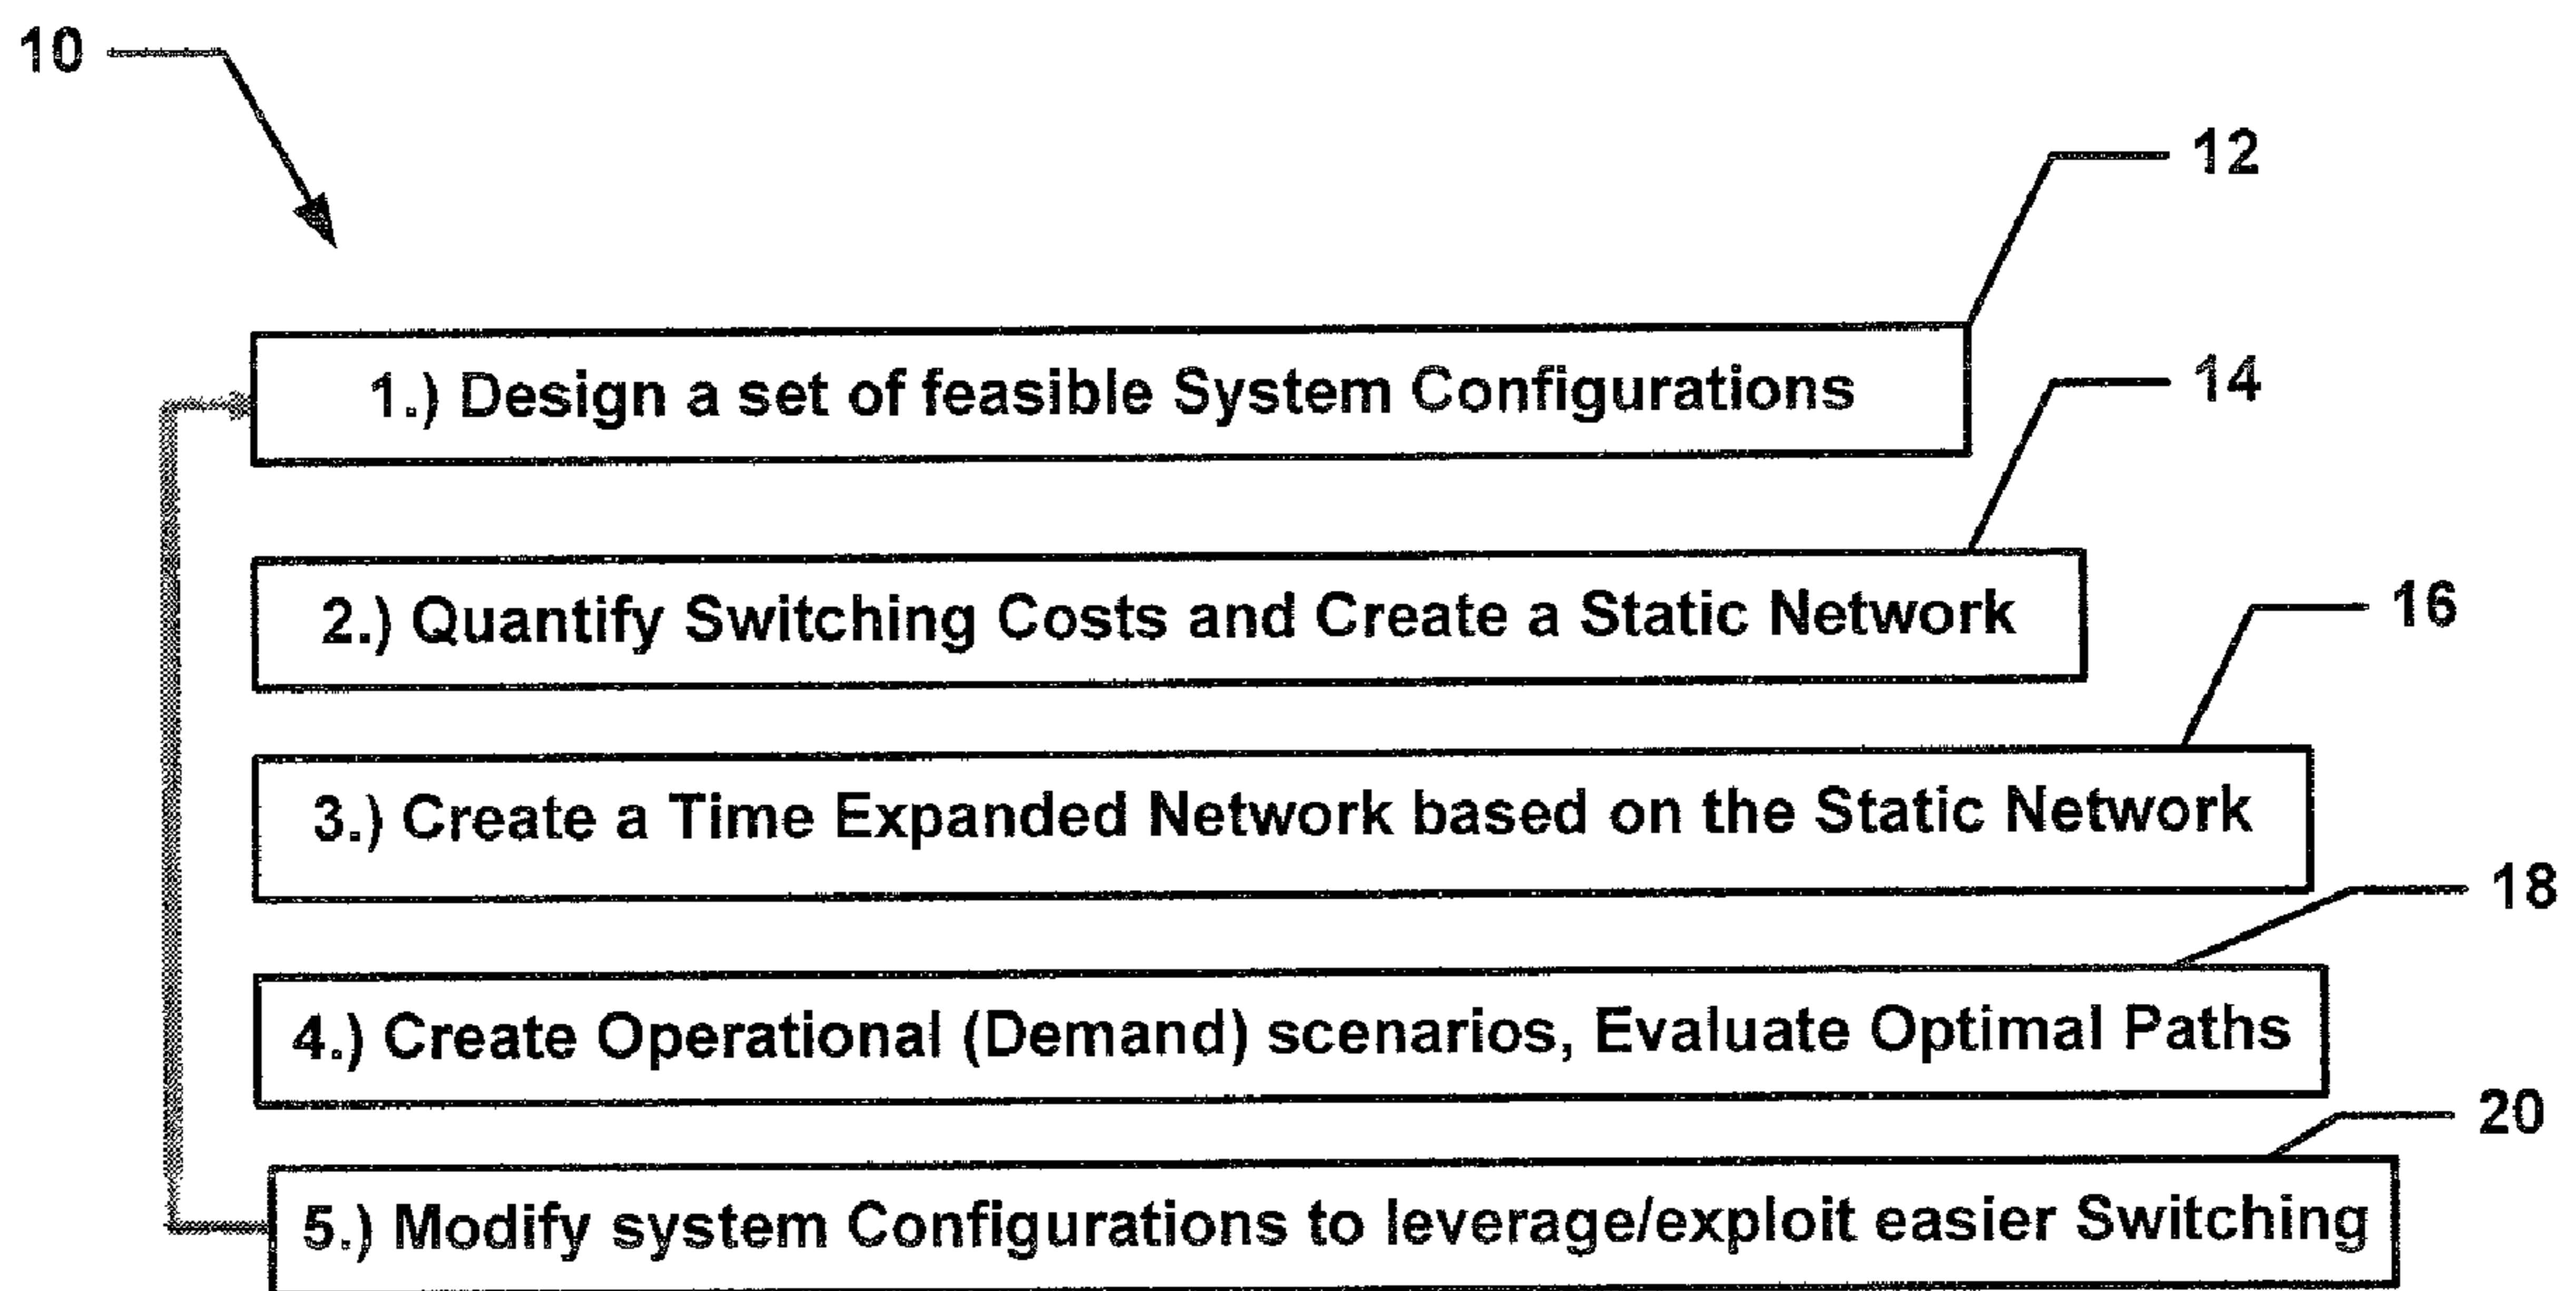 10
12
1.) Design a set of feasible System Configurations
14
2.) Quantify Switching Costs and Create a Static Network
16
3.) Create a Time Expanded Network based on the Static Network
18
4.) Create Operational (Demand) scenarios, Evaluate Optimal Paths
20
5.) Modify system Configurations to leverage/exploit easier Switching